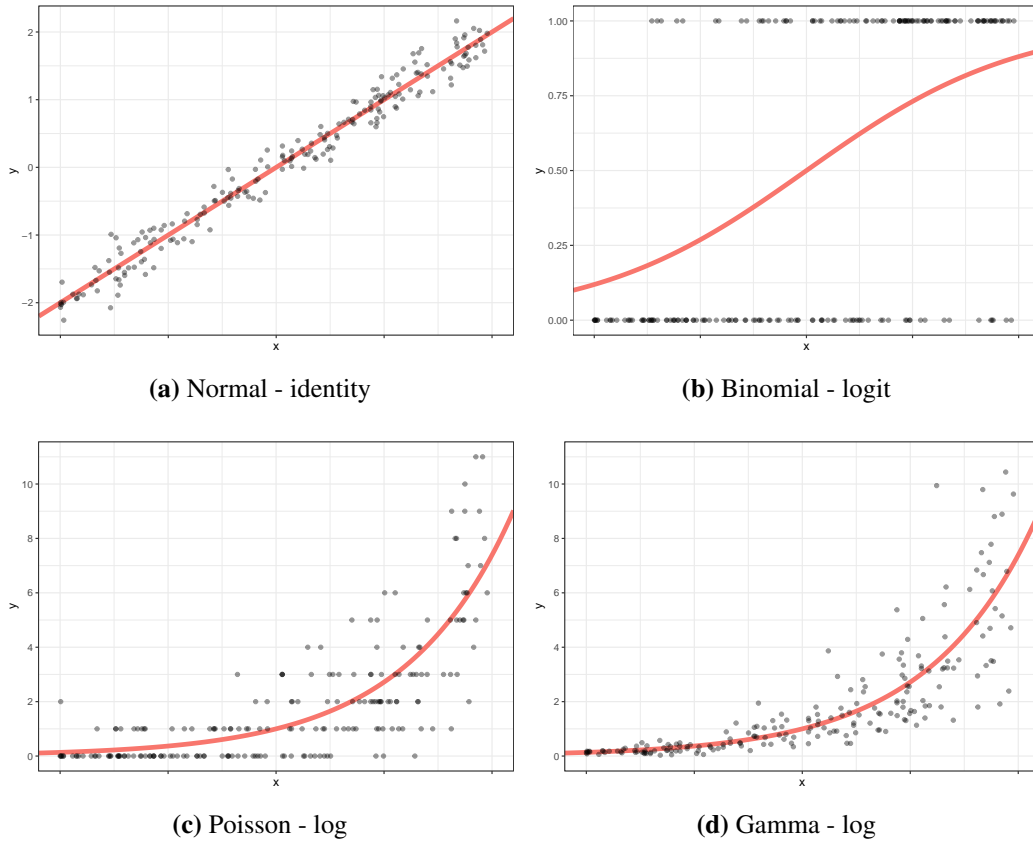 2
1
0
−1
−2
y
x
(a) Normal - identity
1.00
0.75
0.50
0.25
0.00
y
x
(b) Binomial - logit
10
8
6
4
2
0
y
x
(c) Poisson - log
10
8
6
4
2
0
y
x
(d) Gamma - log